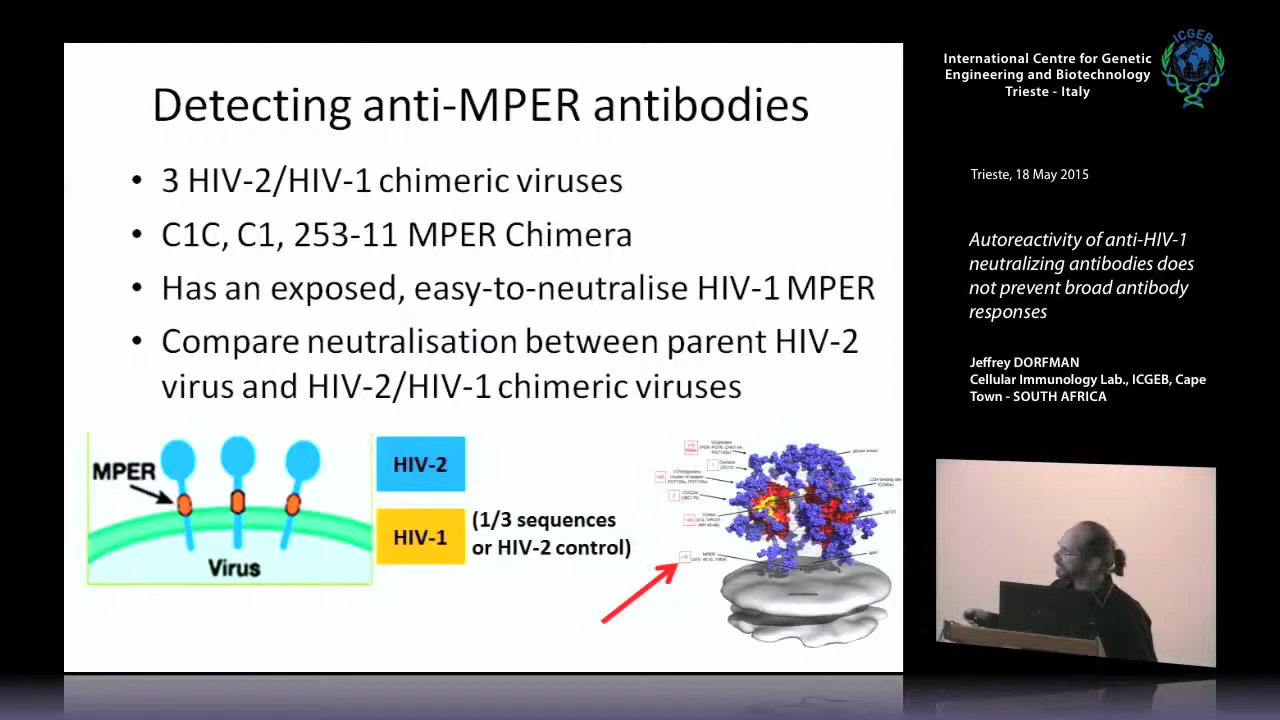 Detecting anti-MPER antibodies
• 3 HIV-2/HIV-1 chimeric viruses
• C1C, C1, 253-11 MPER Chimera
• Has an exposed, easy-to-neutralise HIV-1 MPER
• Compare neutralisation between parent HIV-2
virus and HIV-2/HIV-1 chimeric viruses
MPER
Virus
HIV-2
HIV-1
(1/3 sequences
or HIV-2 control)
MPER
gp120
gp41
International Centre for Genetic
Engineering and Biotechnology
Trieste - Italy
ICGEB
Trieste, 18 May 2015
Autoreactivity of anti-HIV-1
neutralizing antibodies does
not prevent broad antibody
responses
Jeffrey DORFMAN
Cellular Immunology Lab., ICGEB, Cape
Town - SOUTH AFRICA